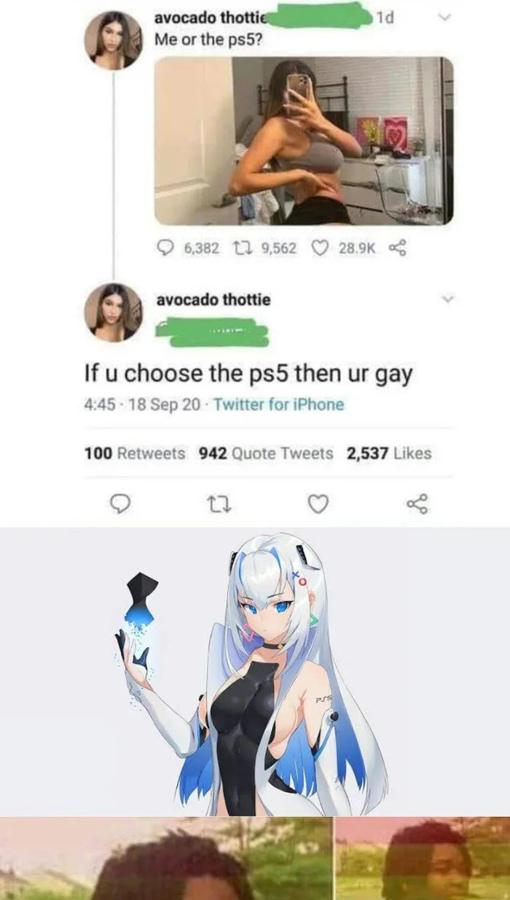 avocado thottie 1d
Me or the ps5?
6,382 9,562 28.9K
avocado thottie
If u choose the ps5 then ur gay
4:45 · 18 Sep 20 · Twitter for iPhone
100 Retweets 942 Quote Tweets 2,537 Likes
PS5